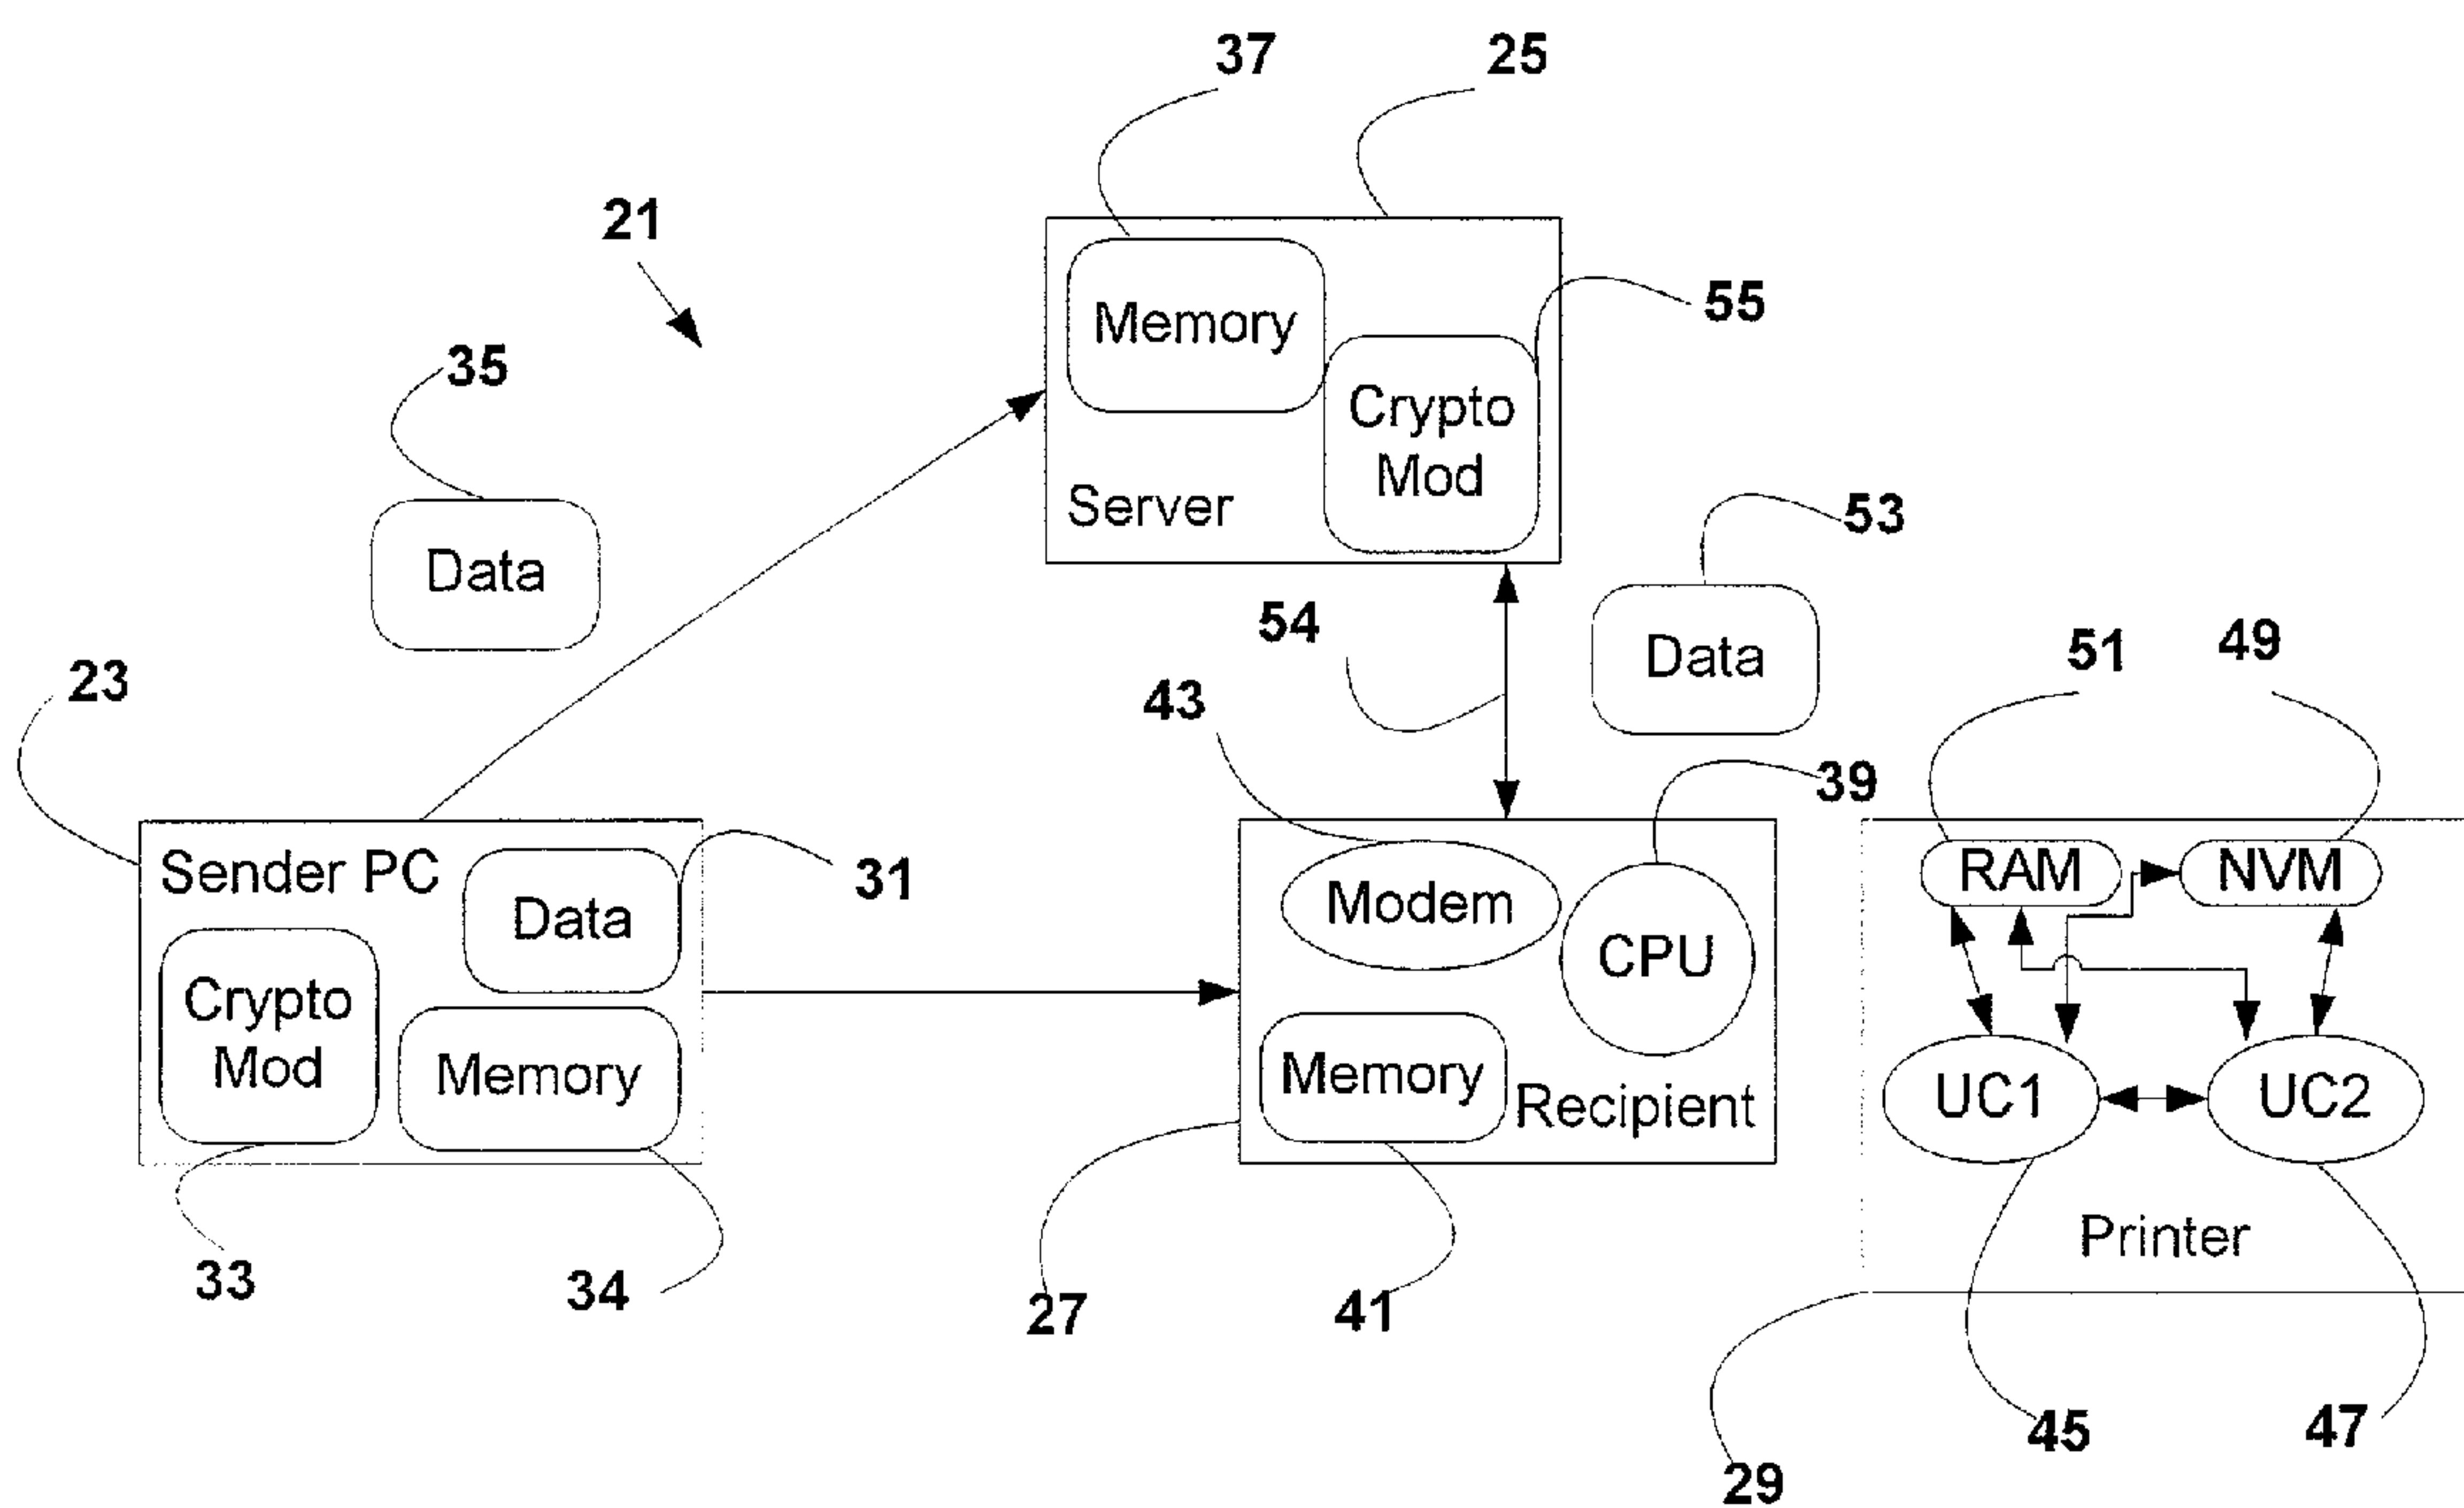 37
25
21
Memory
55
35
Crypto
Mod
Server
53
Data
54
Data
51
49
23
43
39
Sender PC
Data
31
Modem
CPU
RAM
NVM
Crypto
Mod
Memory
Memory
Recipient
UC1
UC2
Printer
33
34
27
41
45
47
29